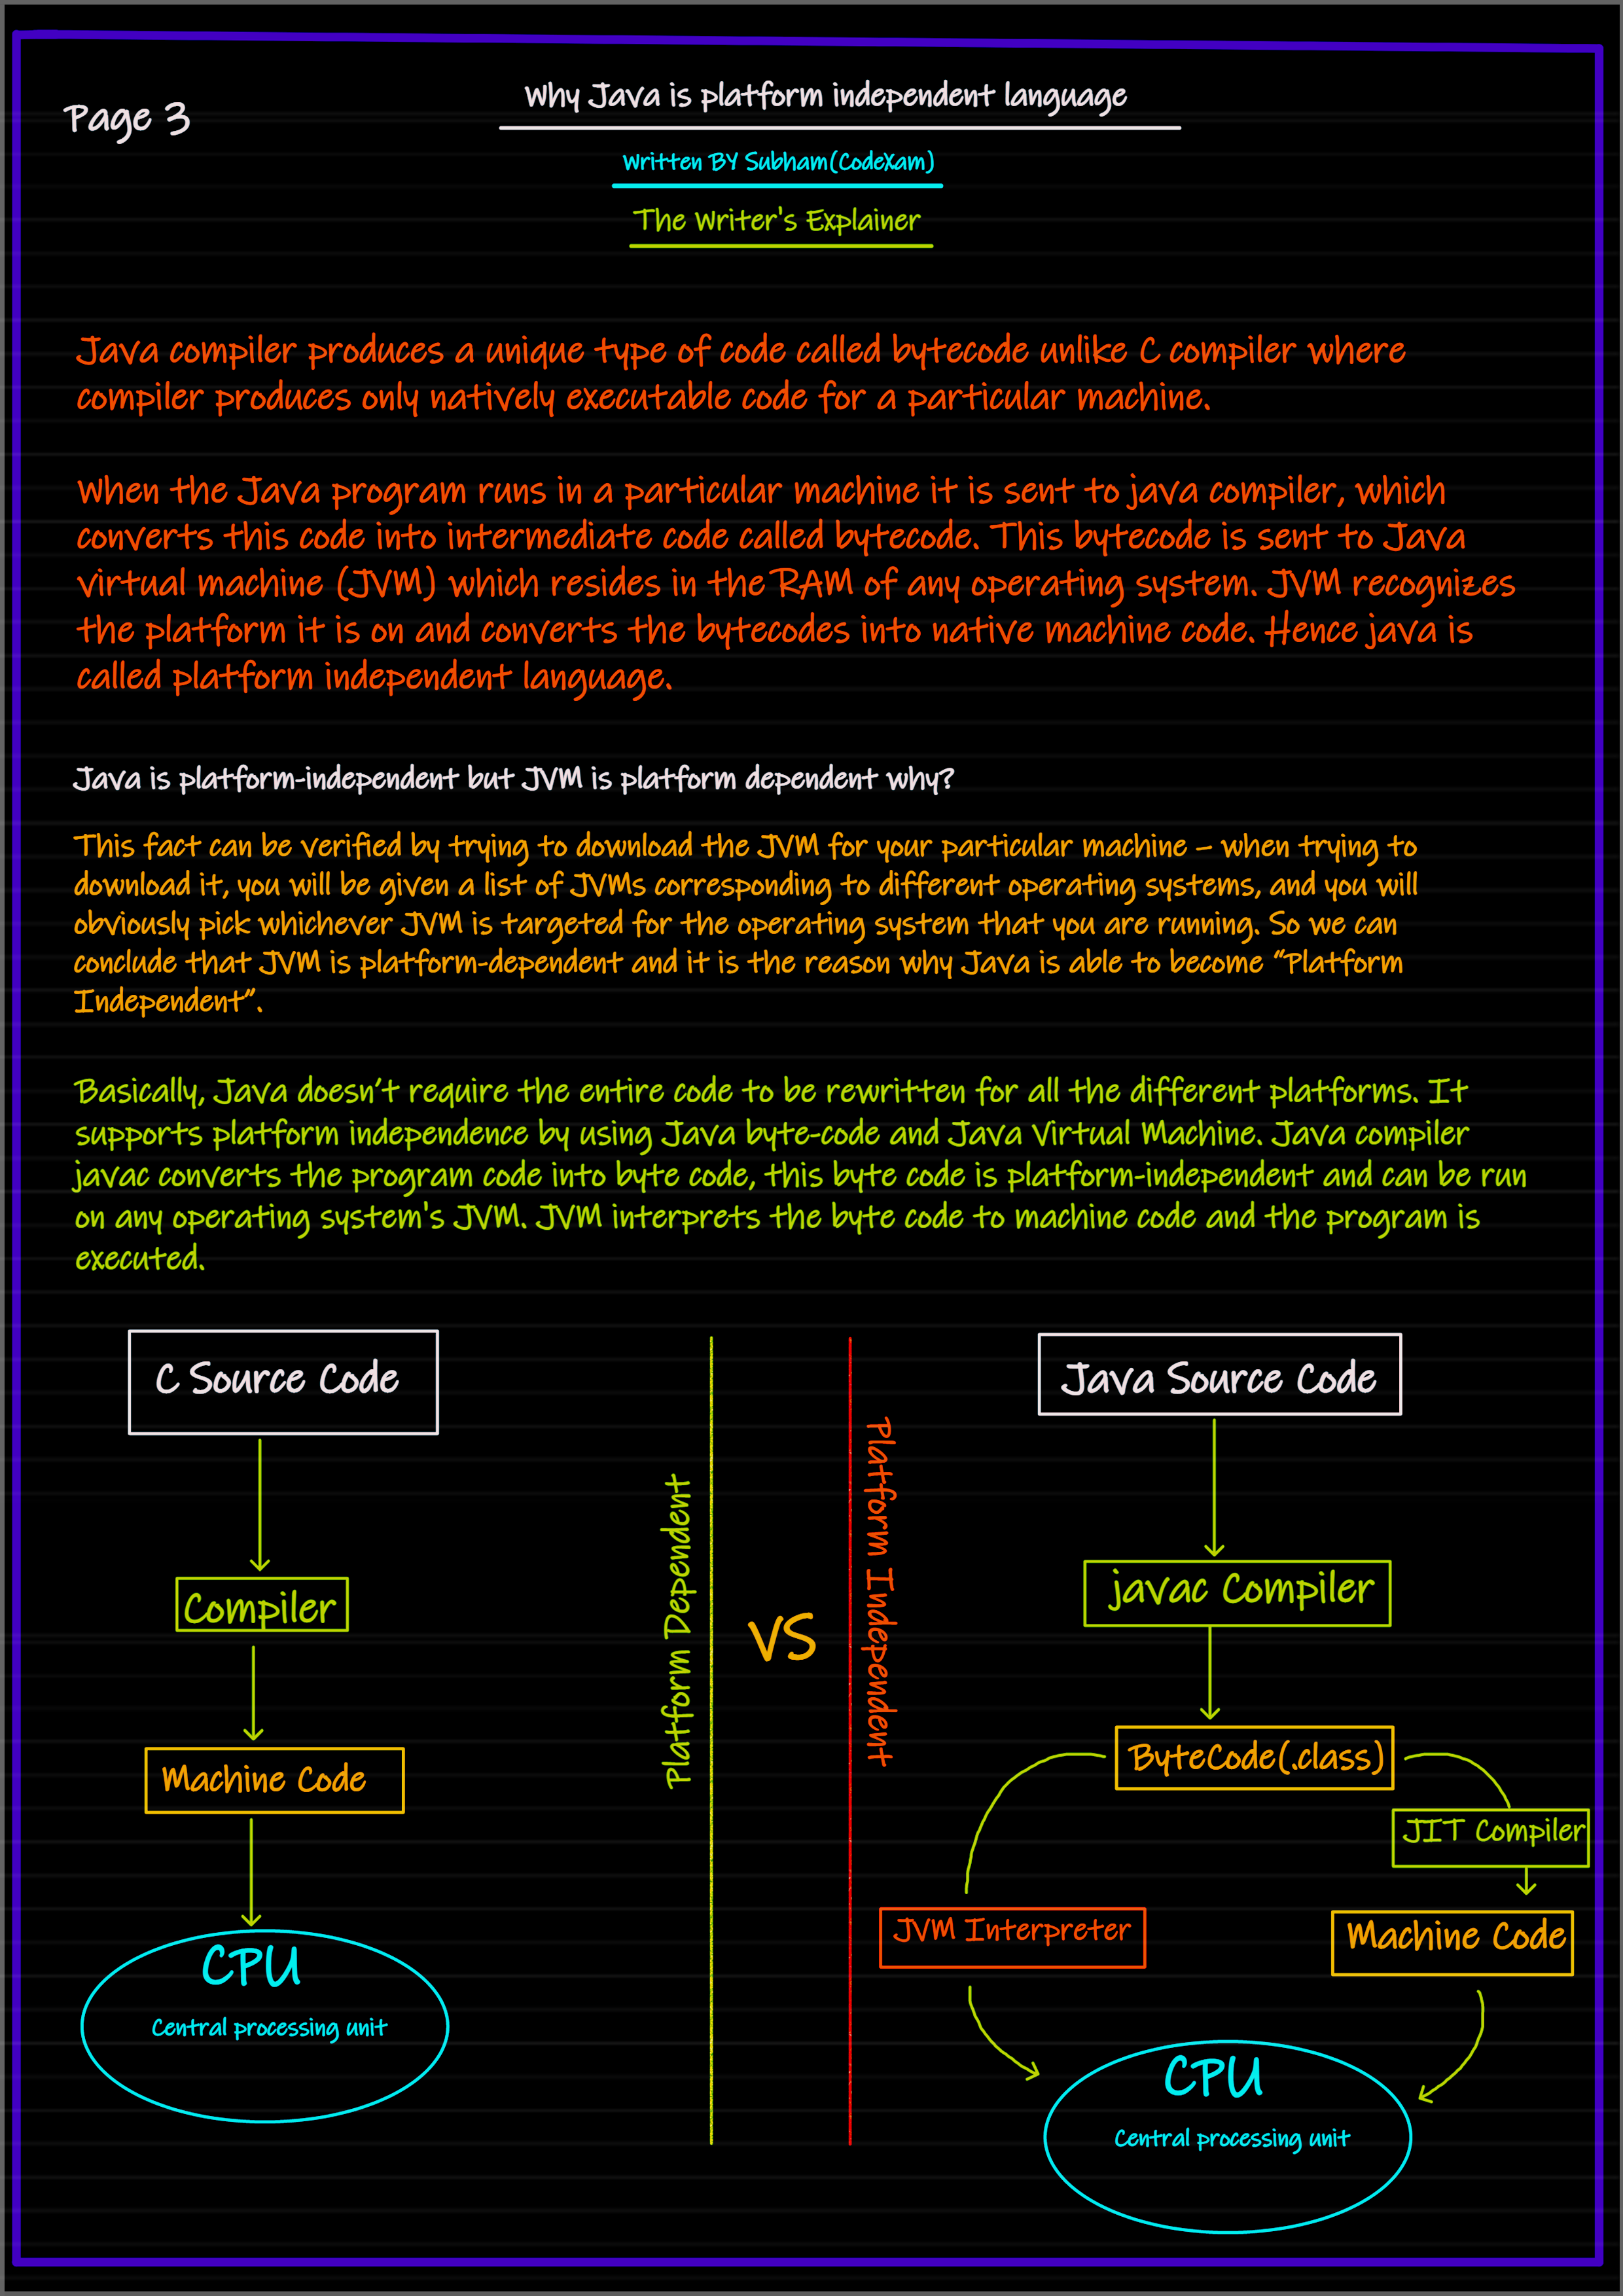 Page 3
Why Java is platform independent language
Written BY Subham(CodeXam)
The Writer's Explainer
Java compiler produces a unique type of code called bytecode unlike C compiler where
compiler produces only natively executable code for a particular machine.
When the Java program runs in a particular machine it is sent to java compiler, which
converts this code into intermediate code called bytecode. This bytecode is sent to Java
virtual machine (JVM) which resides in the RAM of any operating system. JVM recognizes
the platform it is on and converts the bytecodes into native machine code. Hence java is
called platform independent language.
Java is platform-independent but JVM is platform dependent why?
This fact can be verified by trying to download the JVM for your particular machine – when trying to
download it, you will be given a list of JVMs corresponding to different operating systems, and you will
obviously pick whichever JVM is targeted for the operating system that you are running. So we can
conclude that JVM is platform-dependent and it is the reason why Java is able to become “Platform
Independent”.
Basically, Java doesn’t require the entire code to be rewritten for all the different platforms. It
supports platform independence by using Java byte-code and Java Virtual Machine. Java compiler
javac converts the program code into byte code, this byte code is platform-independent and can be run
on any operating system's JVM. JVM interprets the byte code to machine code and the program is
executed.
C Source Code
Compiler
Machine Code
CPU
Central processing unit
Platform Dependent
VS
Platform Independent
Java Source Code
javac Compiler
ByteCode(.class)
JIT Compiler
JVM Interpreter
Machine Code
CPU
Central processing unit